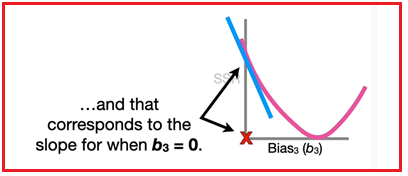 SSR
...and that
corresponds to the
slope for when b₃ = 0.
X
Bias₃ (b₃)